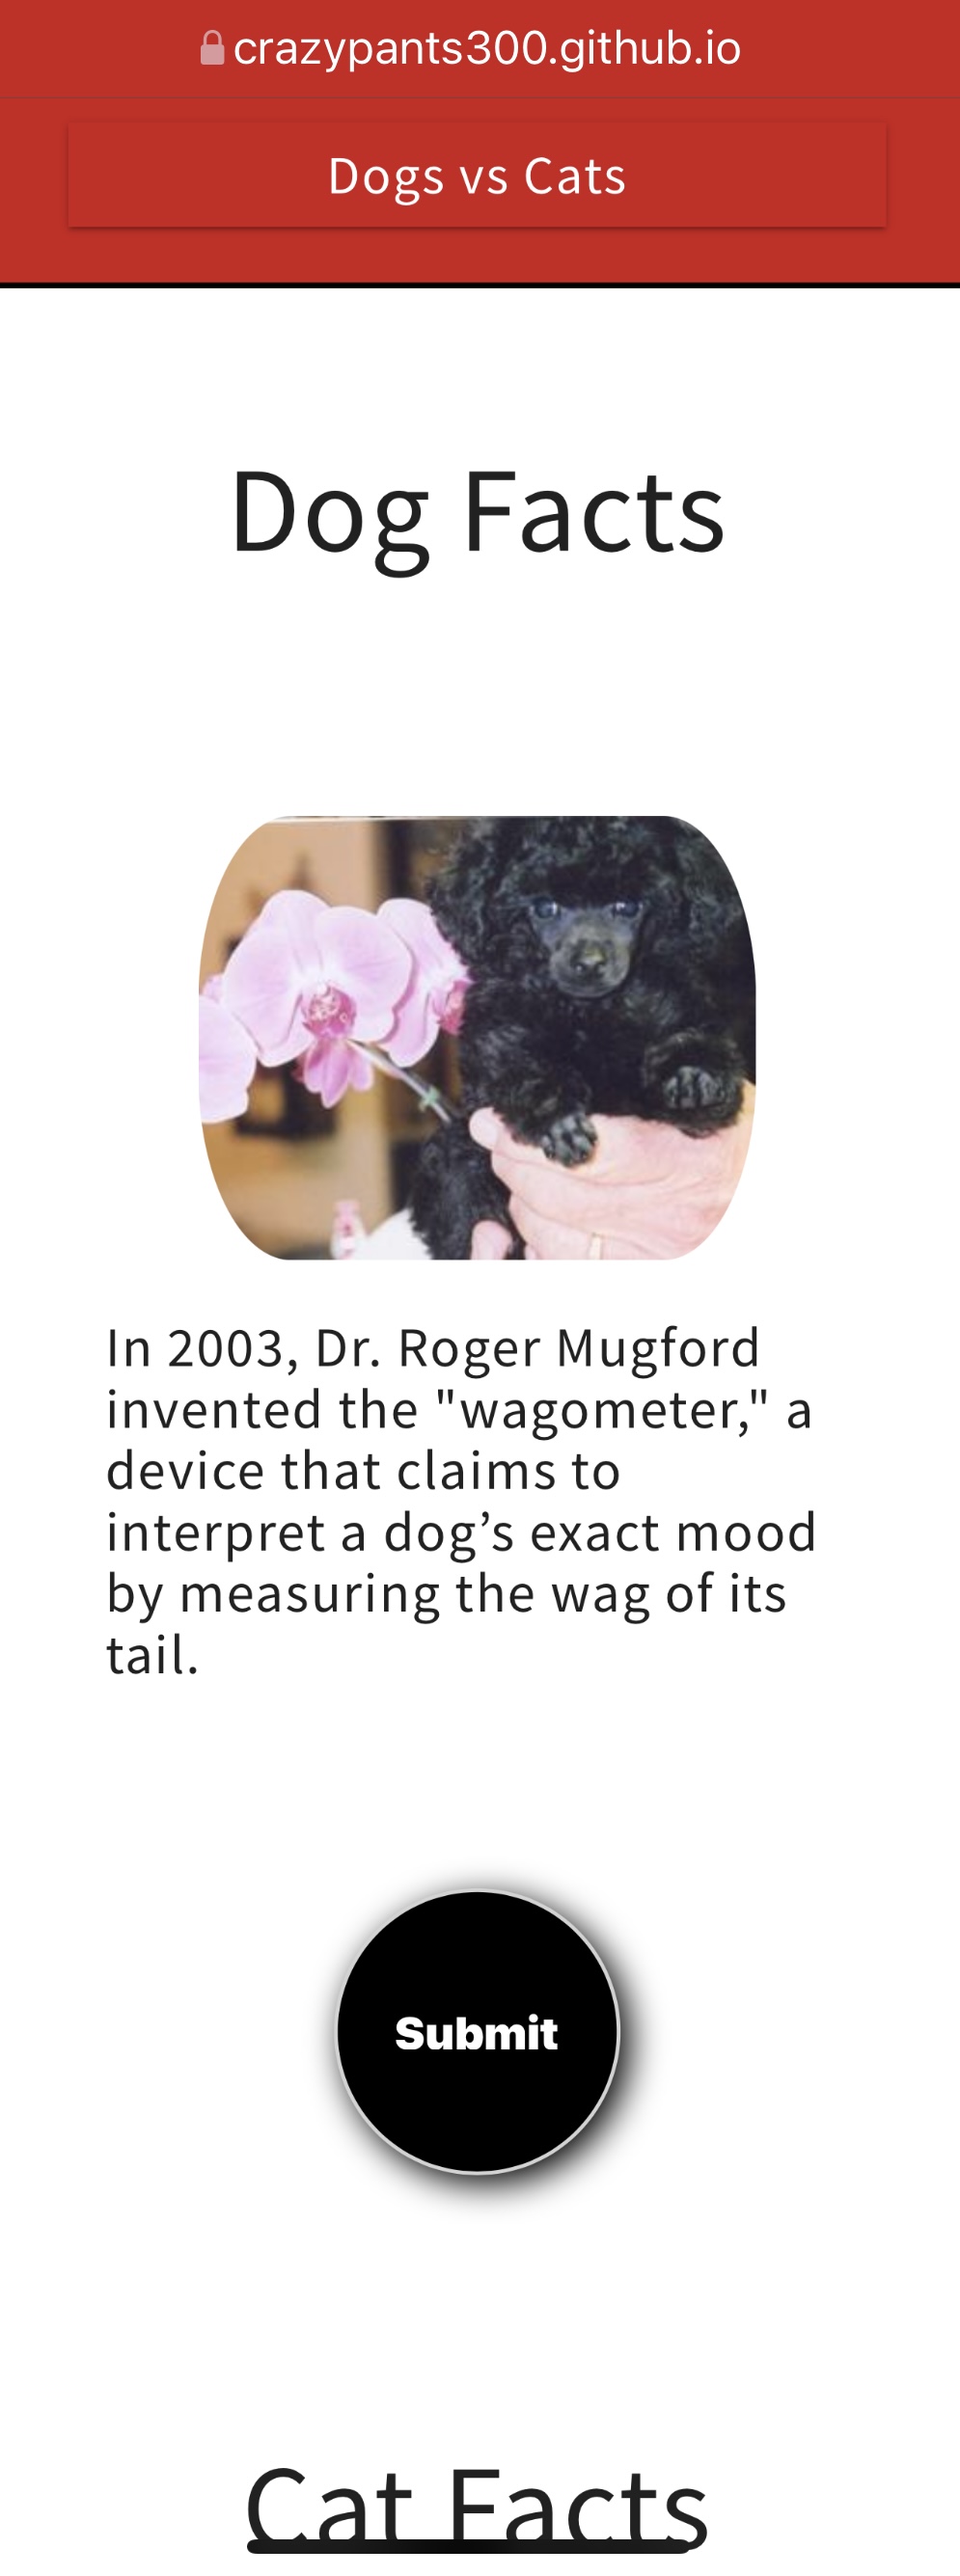 crazypants300.github.io
Dogs vs Cats
Dog Facts
In 2003, Dr. Roger Mugford
invented the "wagometer," a
device that claims to
interpret a dog’s exact mood
by measuring the wag of its
tail.
Submit
Cat Facts